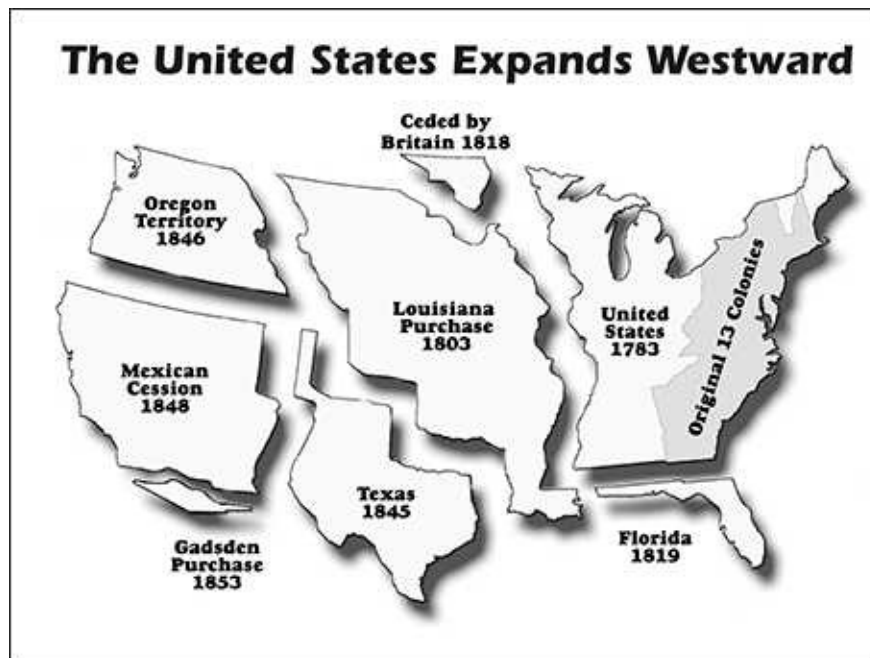 The United States Expands Westward
Ceded by
Britain 1818
Oregon
Territory
1846
Louisiana
Purchase
1803
United
States
1783
Original 13 Colonies
Mexican
Cession
1848
Texas
1845
Gadsden
Purchase
1853
Florida
1819